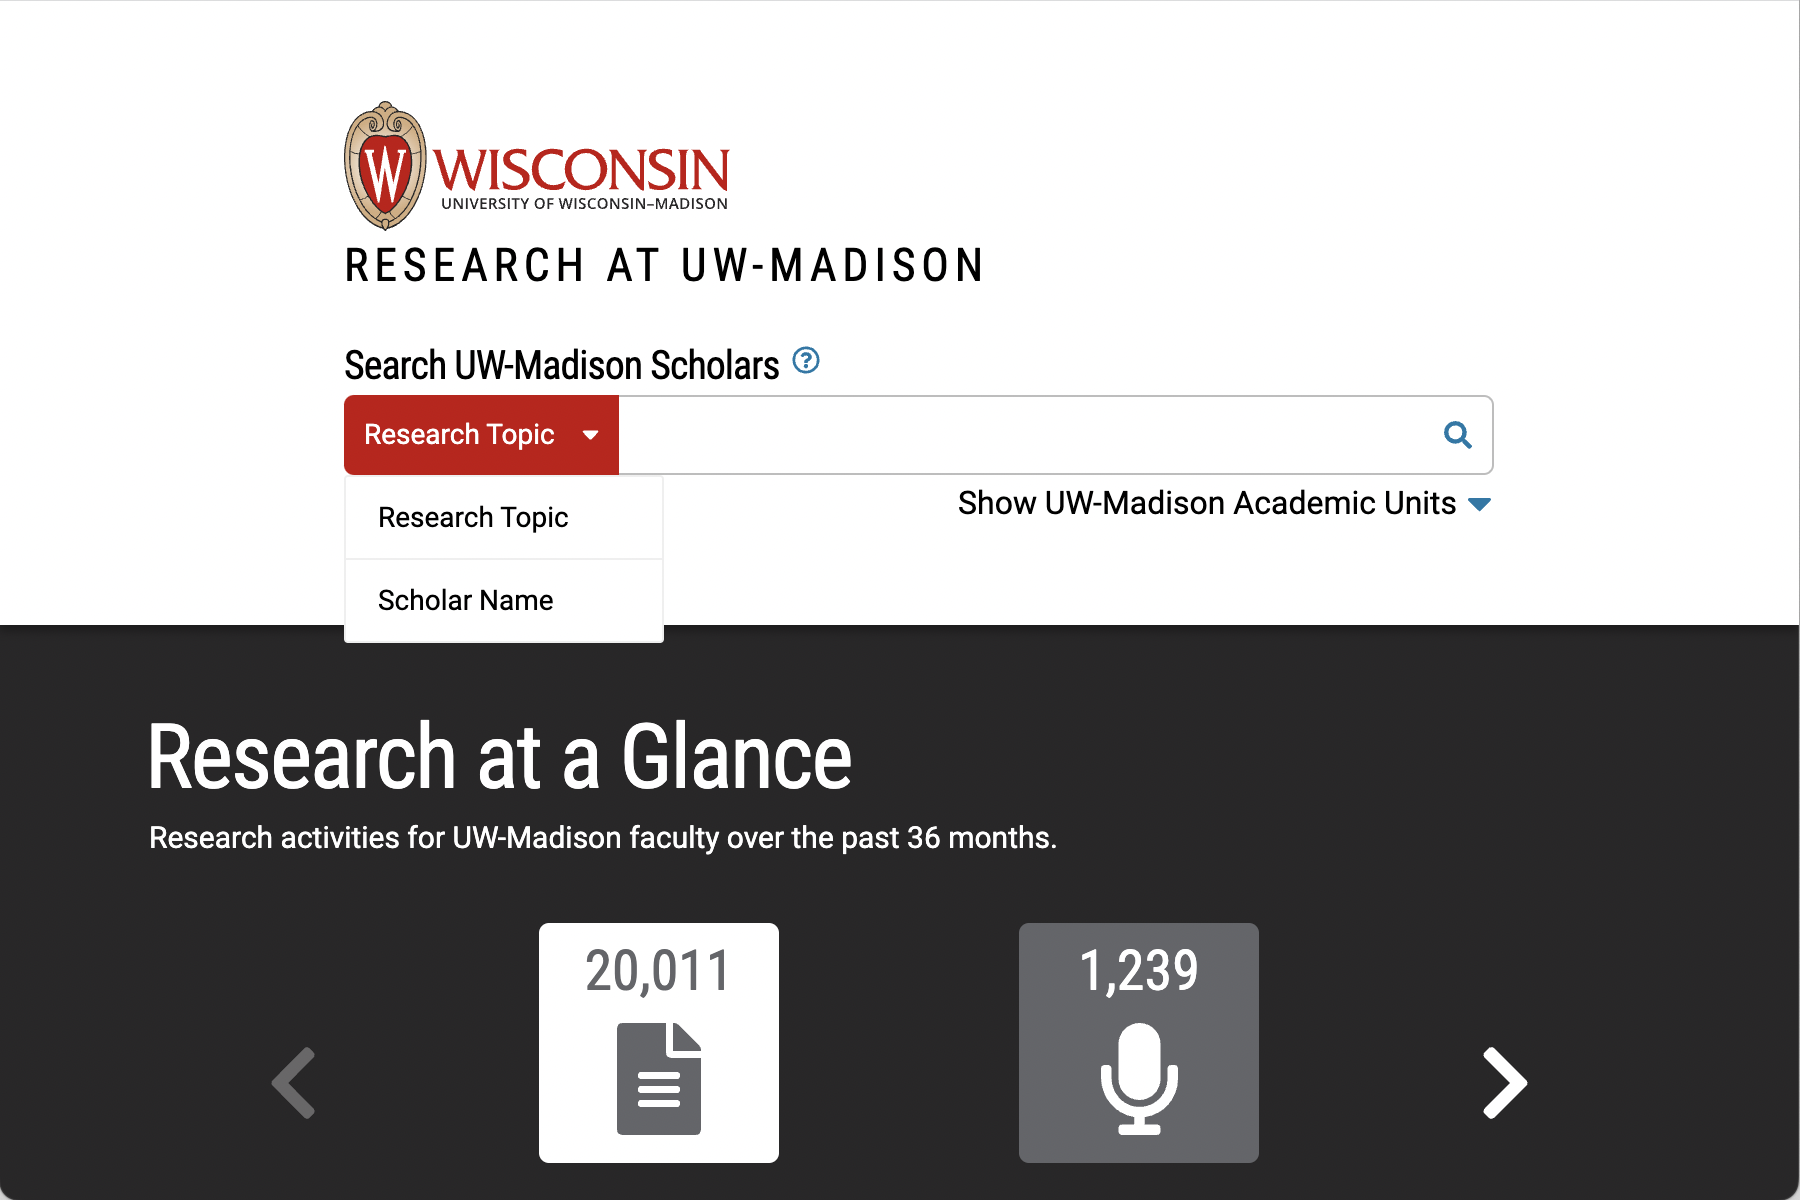 W
WISCONSIN
UNIVERSITY OF WISCONSIN–MADISON
RESEARCH AT UW-MADISON
Search UW-Madison Scholars ?
Research Topic
Research Topic
Show UW-Madison Academic Units
Scholar Name
Research at a Glance
Research activities for UW-Madison faculty over the past 36 months.
20,011
1,239